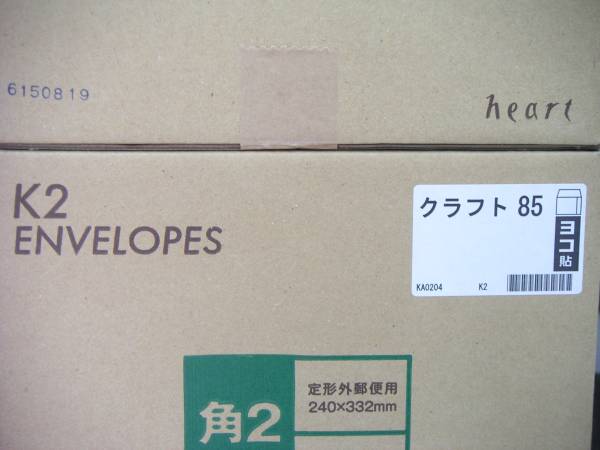 6150819
heart
K2
ENVELOPES
クラフト 85
ヨコ貼
KA0204 K2
角2
定形外郵便用
240×332mm